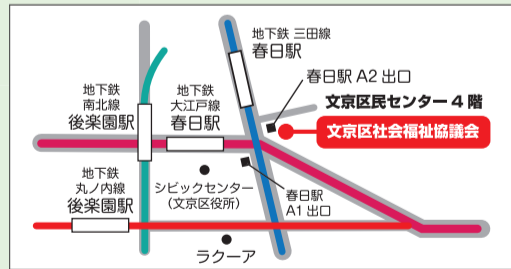 地下鉄 三田線
春日駅
春日駅 A2 出口
地下鉄
南北線
後楽園駅
地下鉄
大江戸線
春日駅
文京区民センター 4 階
文京区社会福祉協議会
地下鉄
丸ノ内線
後楽園駅
シビックセンター
(文京区役所)
春日駅
A1 出口
ラクーア